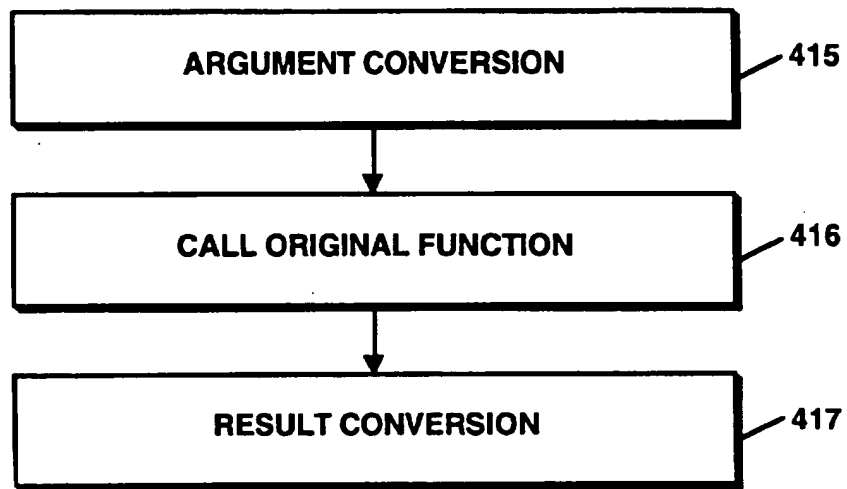 ARGUMENT CONVERSION
415
CALL ORIGINAL FUNCTION
416
RESULT CONVERSION
417